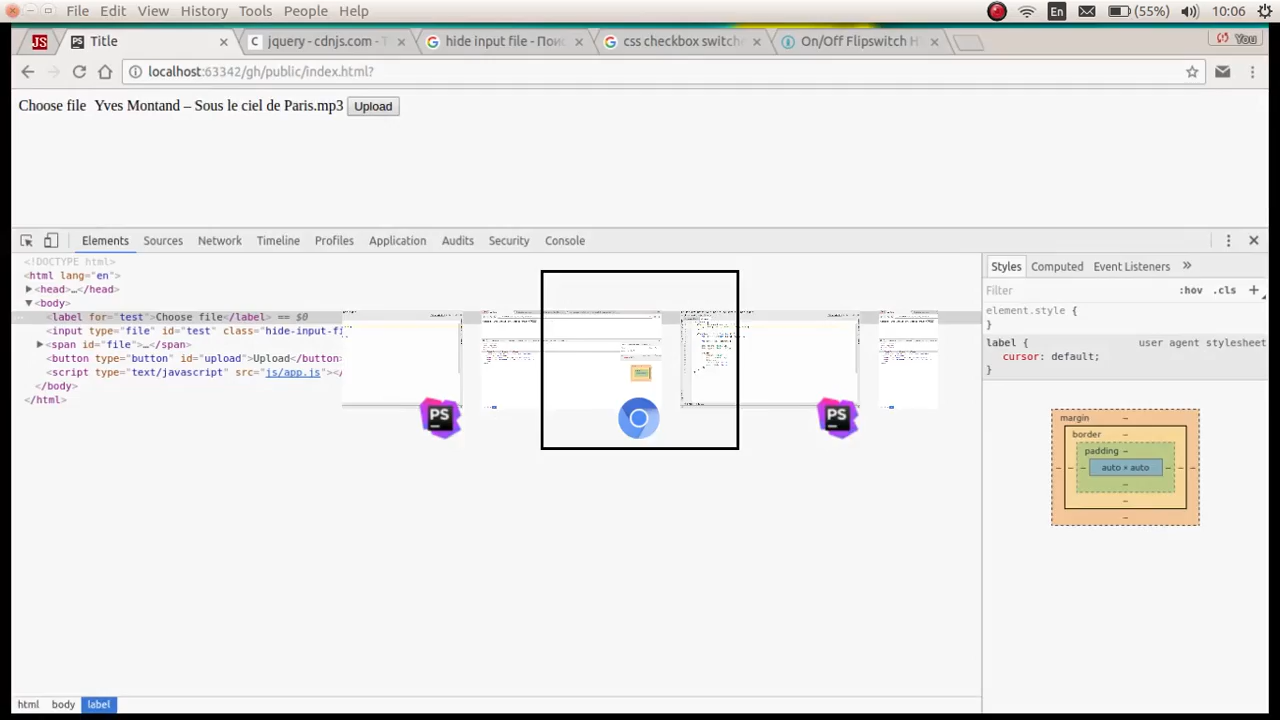 File Edit View History Tools People Help En (55%) 10:06
JS PS Title C jquery - cdnjs.com - T hide input file - Поис css checkbox switche On/Off Flipswitch H You
localhost:63342/gh/public/index.html?
Choose file Yves Montand – Sous le ciel de Paris.mp3 Upload
Elements Sources Network Timeline Profiles Application Audits Security Console
<!DOCTYPE html>
<html lang="en">
<head>…</head>
<body>
<label for="test">Choose file</label> == $0
<input type="file" id="test" class="hide-input-fi
<span id="file">…</span>
<button type="button" id="upload">Upload</button>
<script type="text/javascript" src="js/app.js"></
</body>
</html>
PS
PS
Styles Computed Event Listeners »
Filter :hov .cls +
element.style {
}
label { user agent stylesheet
cursor: default;
}
margin –
border –
padding –
– – – auto × auto – – –
–
–
–
html body label